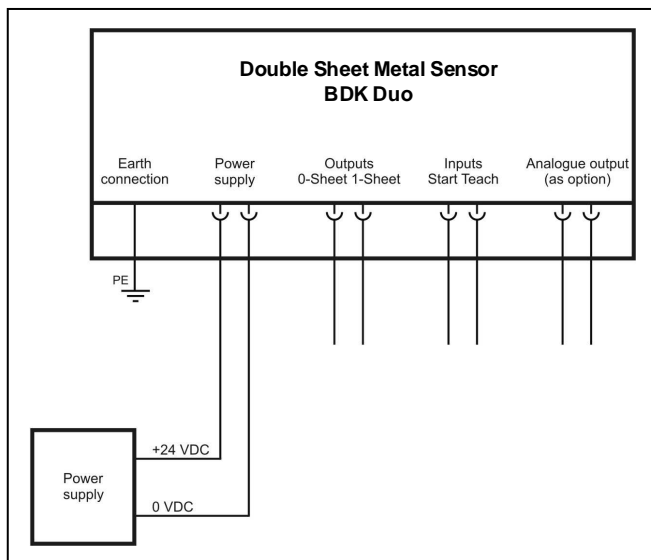 Double Sheet Metal Sensor
BDK Duo
Earth
connection
Power
supply
Outputs
0-Sheet 1-Sheet
Inputs
Start Teach
Analogue output
(as option)
PE
+24 VDC
Power
supply
0 VDC